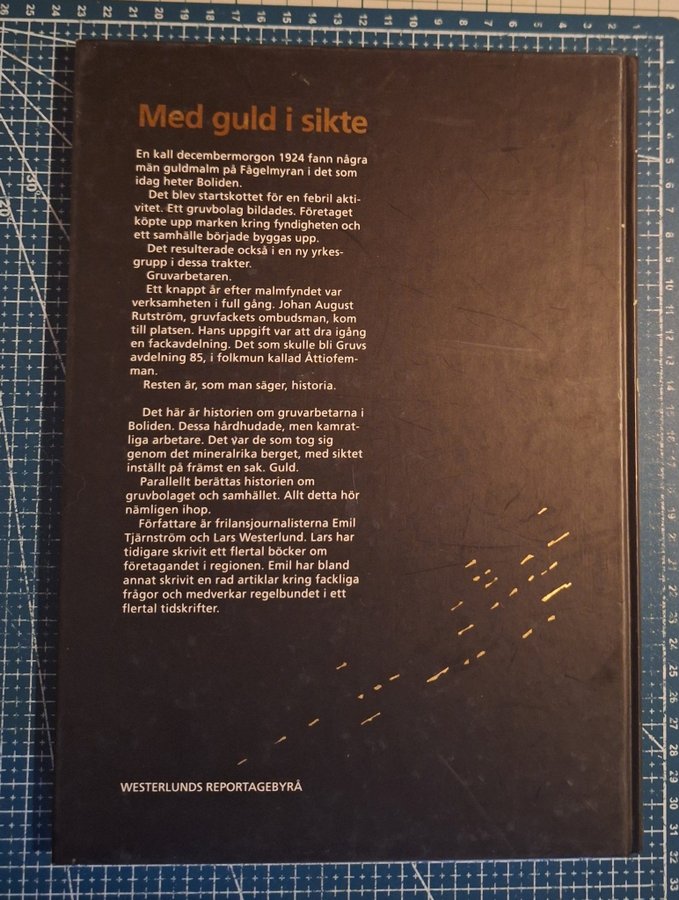 Med guld i sikte
En kall decembermorgon 1924 fann några
män guldmalm på Fågelmyran i det som
idag heter Boliden.
Det blev startskottet för en febril akti-
vitet. Ett gruvbolag bildades. Företaget
köpte upp marken kring fyndigheten och
ett samhälle började byggas upp.
Det resulterade också i en ny yrkes-
grupp i dessa trakter.
Gruvarbetaren.
Ett knappt år efter malmfyndet var
verksamheten i full gång. Johan August
Rutström, gruvfackets ombudsman, kom
till platsen. Hans uppgift var att dra igång
en fackavdelning. Det som skulle bli Gruvs
avdelning 85, i folkmun kallad Åttiofem-
man.
Resten är, som man säger, historia.
Det här är historien om gruvarbetarna i
Boliden. Dessa hårdhudade, men kamrat-
liga arbetare. Det var de som tog sig
genom det mineralrika berget, med siktet
inställt på främst en sak. Guld.
Parallellt berättas historien om
gruvbolaget och samhället. Allt detta hör
nämligen ihop.
Författare är frilansjournalisterna Emil
Tjärnström och Lars Westerlund. Lars har
tidigare skrivit ett flertal böcker om
företagandet i regionen. Emil har bland
annat skrivit en rad artiklar kring fackliga
frågor och medverkar regelbundet i ett
flertal tidskrifter.
WESTERLUNDS REPORTAGEBYRÅ